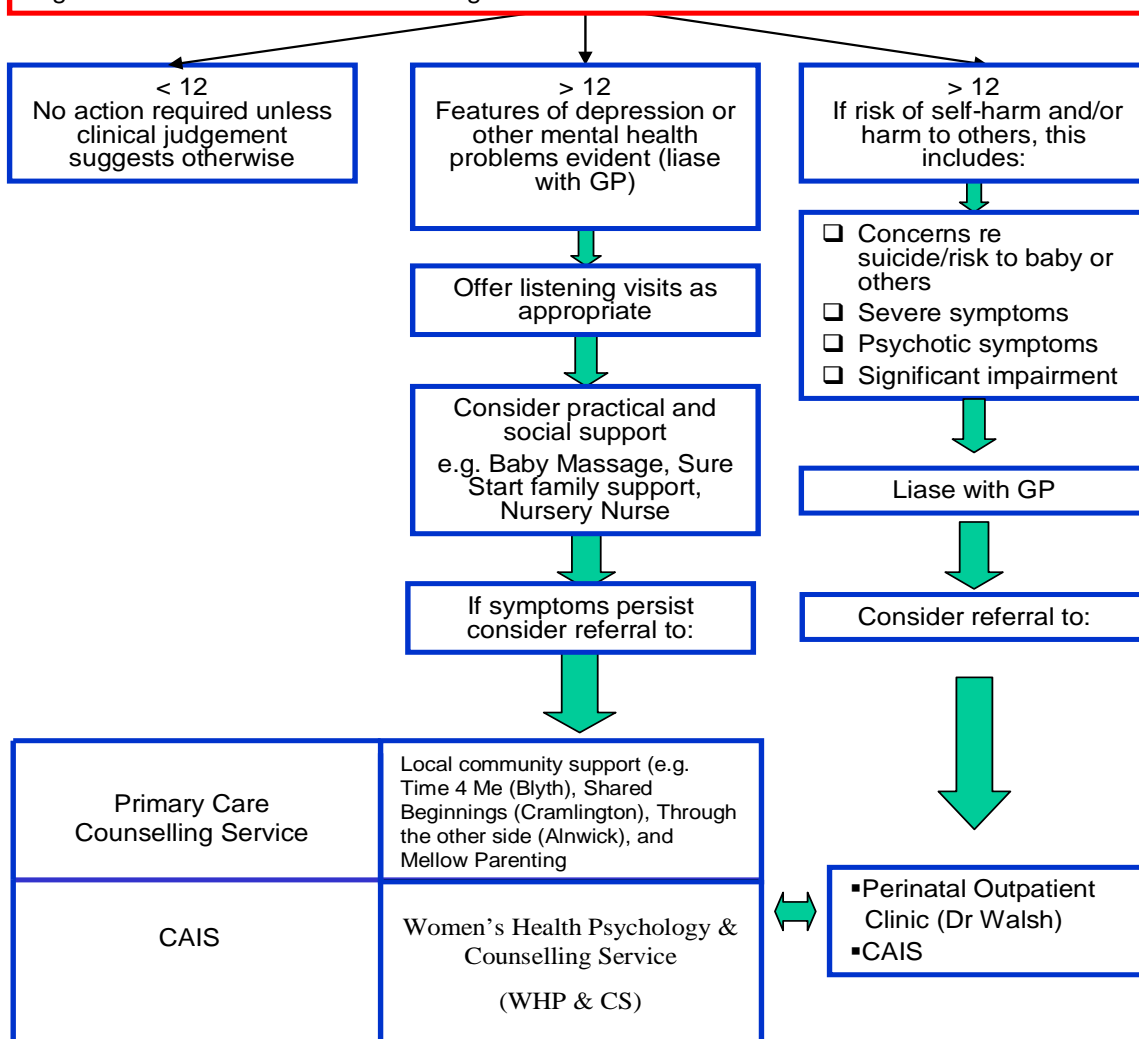 < 12
No action required unless
clinical judgement
suggests otherwise
> 12
Features of depression or
other mental health
problems evident (liase
with GP)
> 12
If risk of self-harm and/or
harm to others, this
includes:
❑ Concerns re
suicide/risk to baby or
others
❑ Severe symptoms
❑ Psychotic symptoms
❑ Significant impairment
Offer listening visits as
appropriate
Consider practical and
social support
e.g. Baby Massage, Sure
Start family support,
Nursery Nurse
Liase with GP
If symptoms persist
consider referral to:
Consider referral to:
Primary Care
Counselling Service
Local community support (e.g.
Time 4 Me (Blyth), Shared
Beginnings (Cramlington), Through
the other side (Alnwick), and
Mellow Parenting
CAIS
Women’s Health Psychology &
Counselling Service
(WHP & CS)
▪Perinatal Outpatient
Clinic (Dr Walsh)
▪CAIS